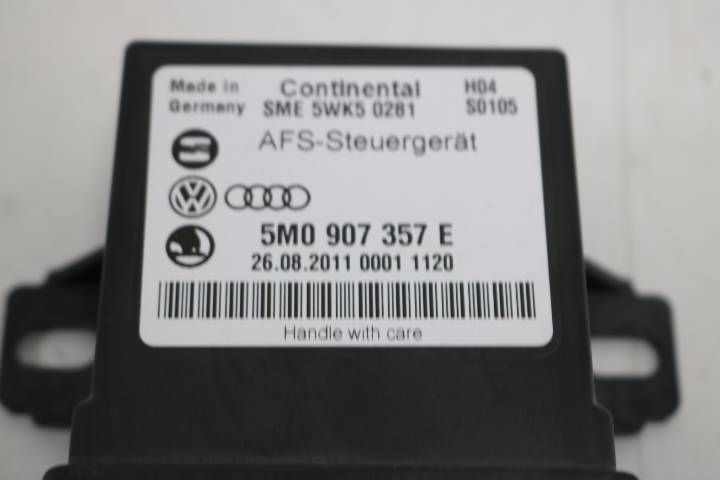 Made in Continental H04
Germany SME 5WK5 0281 S0105
AFS-Steuergerät
5M0 907 357 E
26.08.2011 0001 1120
Handle with care